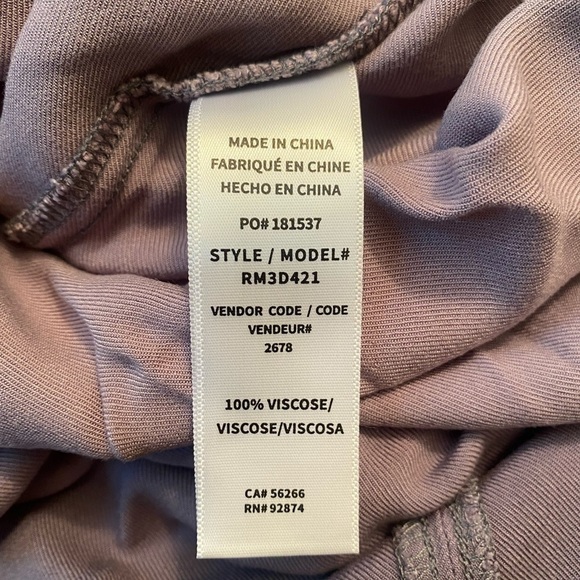 MADE IN CHINA
FABRIQUÉ EN CHINE
HECHO EN CHINA
PO# 181537
STYLE / MODEL#
RM3D421
VENDOR CODE / CODE
VENDEUR#
2678
100% VISCOSE/
VISCOSE/VISCOSA
CA# 56266
RN# 92874